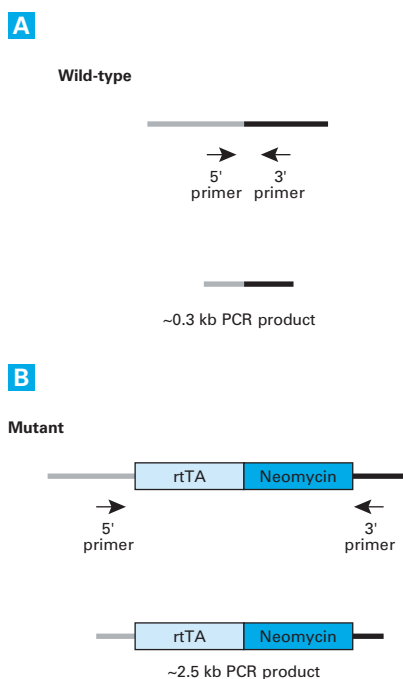 A
Wild-type
5'
primer
3'
primer
~0.3 kb PCR product
B
Mutant
rtTA
Neomycin
5'
primer
3'
primer
rtTA
Neomycin
~2.5 kb PCR product